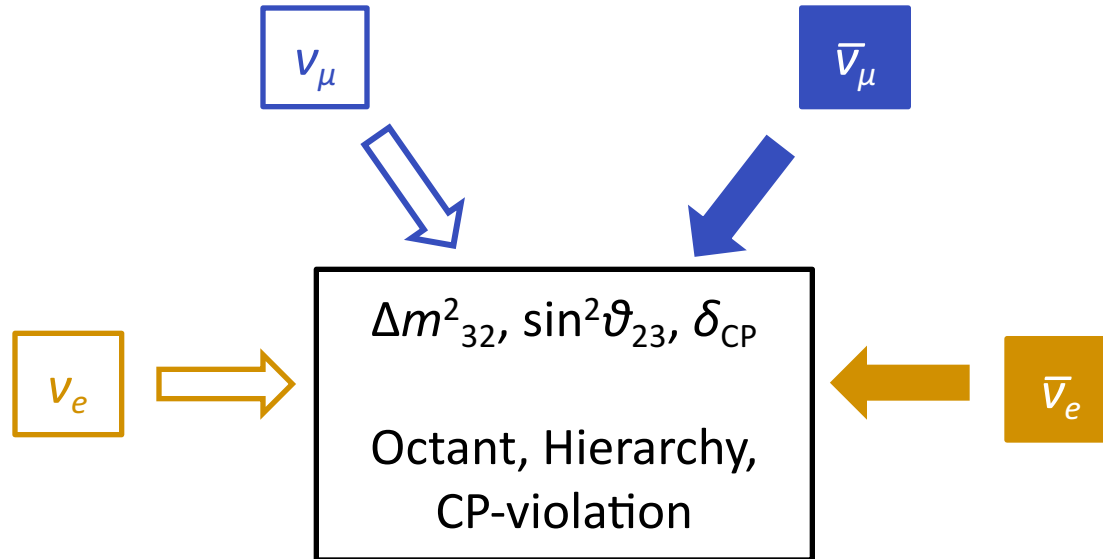 νμ
ν̅μ
Δm²₃₂, sin²ϑ₂₃, δCP
νe
ν̅e
Octant, Hierarchy,
CP-violation